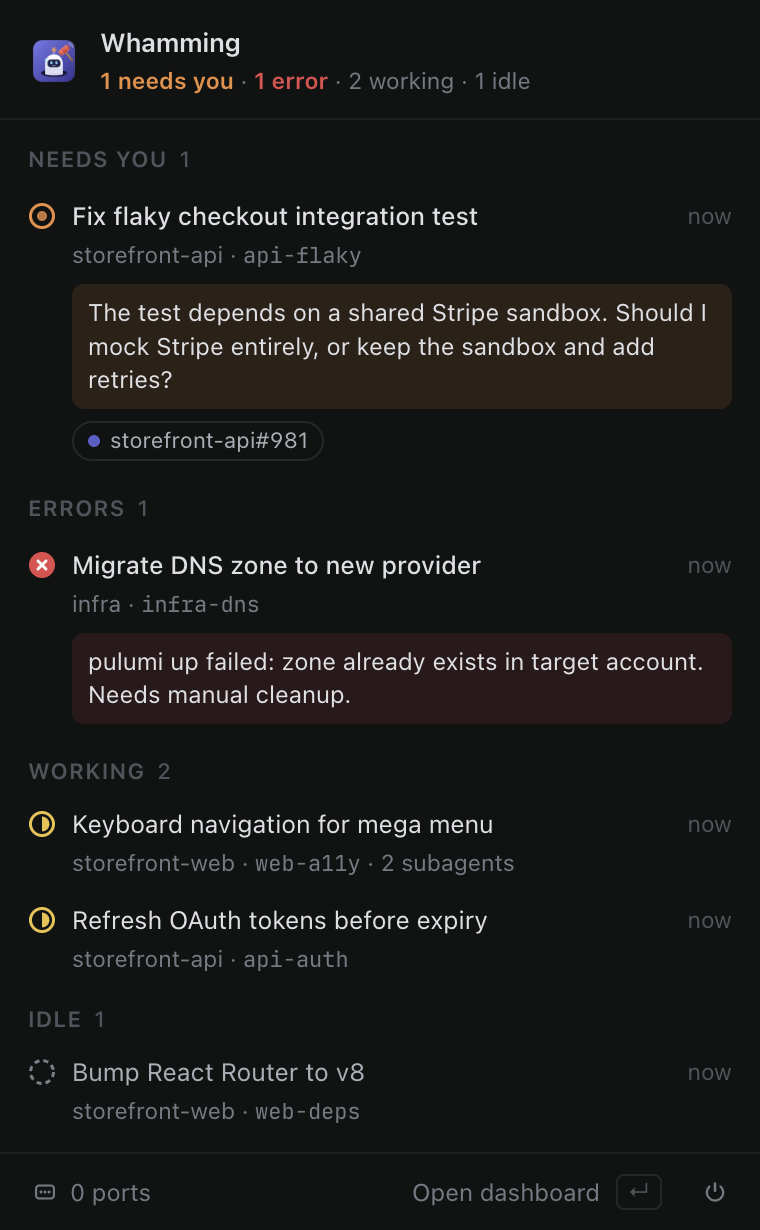 Whamming
1 needs you · 1 error · 2 working · 1 idle
NEEDS YOU 1
Fix flaky checkout integration test now
storefront-api · api-flaky
The test depends on a shared Stripe sandbox. Should I
mock Stripe entirely, or keep the sandbox and add
retries?
storefront-api#981
ERRORS 1
Migrate DNS zone to new provider now
infra · infra-dns
pulumi up failed: zone already exists in target account.
Needs manual cleanup.
WORKING 2
Keyboard navigation for mega menu now
storefront-web · web-a11y · 2 subagents
Refresh OAuth tokens before expiry now
storefront-api · api-auth
IDLE 1
Bump React Router to v8 now
storefront-web · web-deps
0 ports Open dashboard